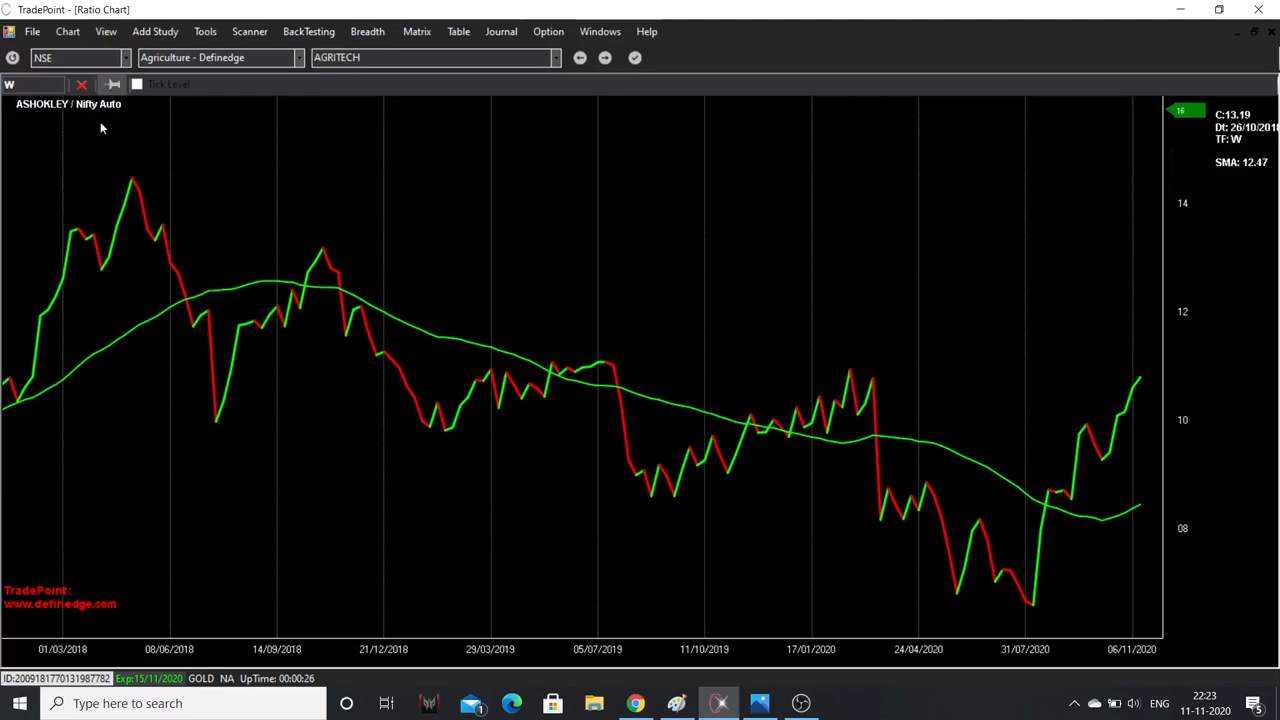 TradePoint - [Ratio Chart]
File Chart View Add Study Tools Scanner BackTesting Breadth Matrix Table Journal Option Windows Help
NSE Agriculture - Definedge AGRITECH
W Tick Level
ASHOKLEY / Nifty Auto
16
C:13.19
Dt: 26/10/2018
TF: W
SMA: 12.47
14
12
10
08
TradePoint:
www.definedge.com
01/03/2018 08/06/2018 14/09/2018 21/12/2018 29/03/2019 05/07/2019 11/10/2019 17/01/2020 24/04/2020 31/07/2020 06/11/2020
ID:2009181770131987782 Exp:15/11/2020 GOLD NA UpTime: 00:00:26
Type here to search
1
ENG
22:23
11-11-2020
5